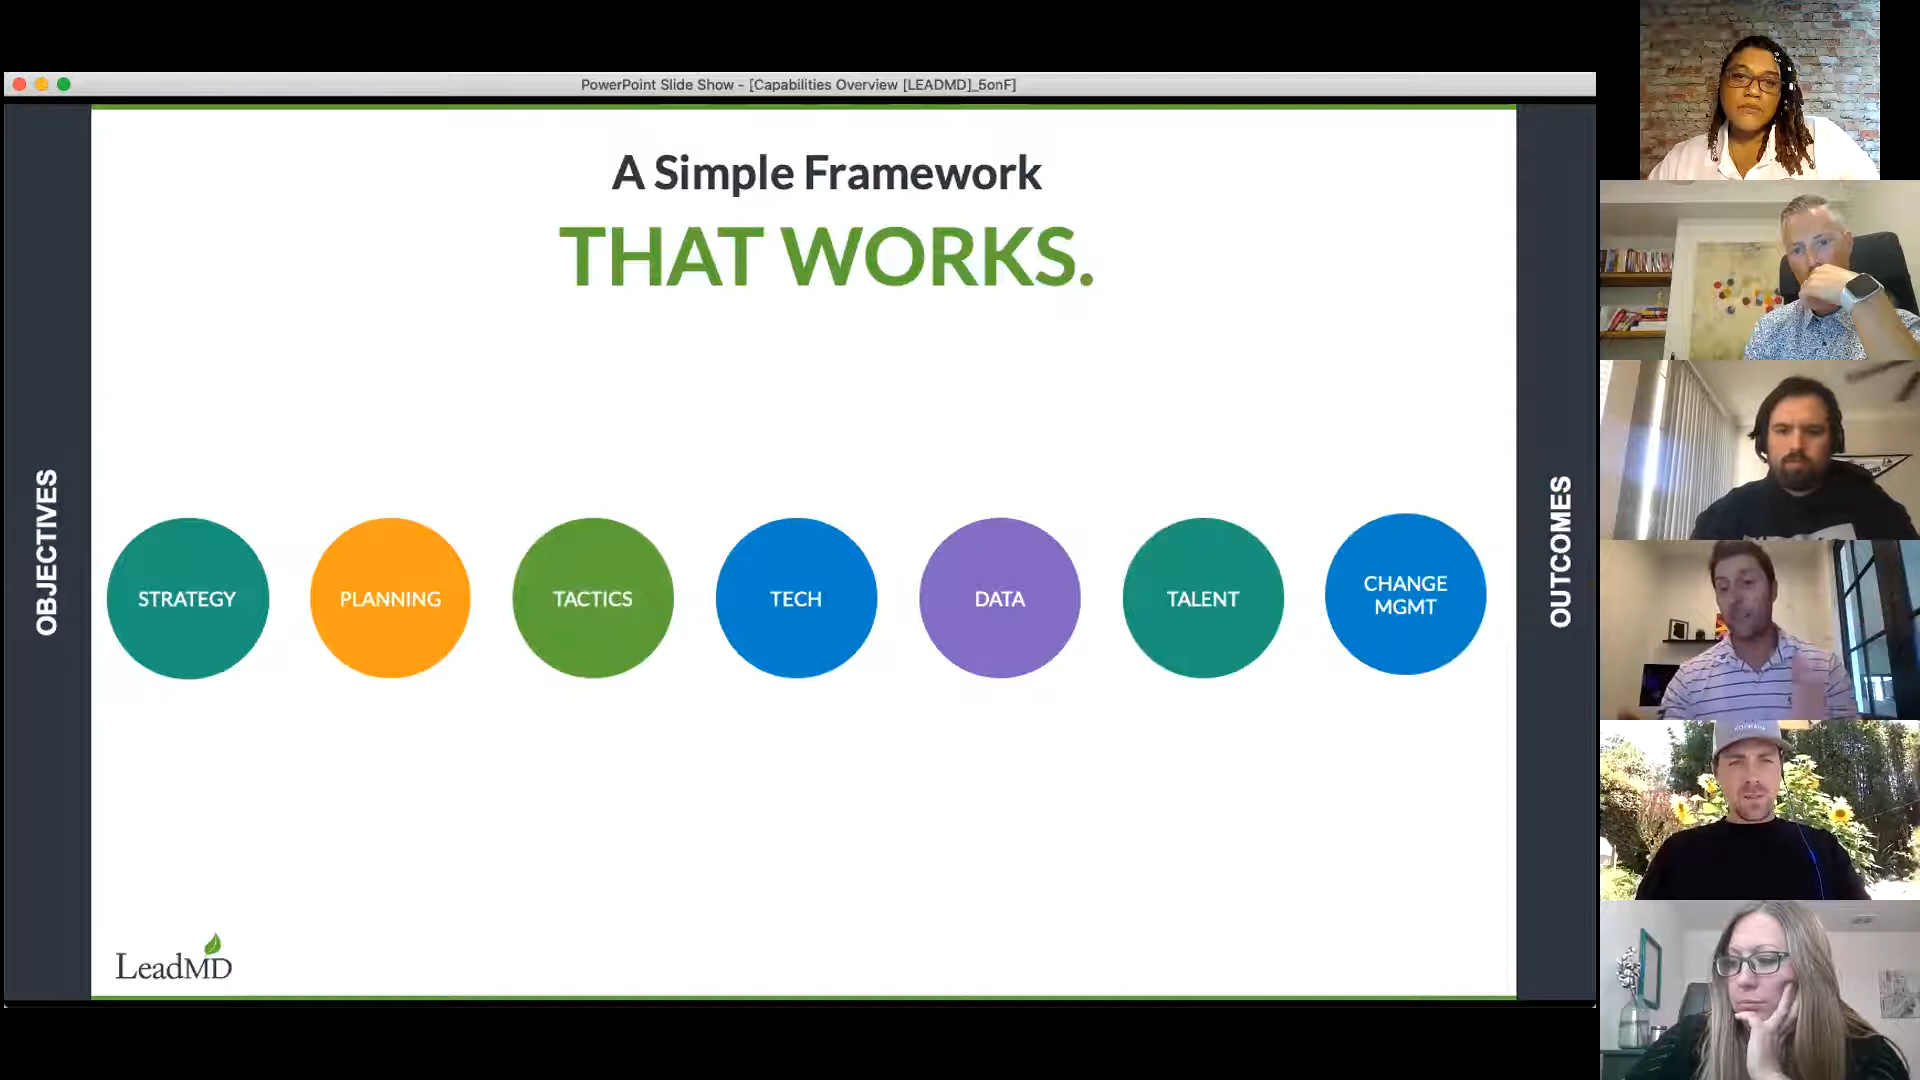 PowerPoint Slide Show - [Capabilities Overview [LEADMD]_5onF]
A Simple Framework
THAT WORKS.
OBJECTIVES
STRATEGY
PLANNING
TACTICS
TECH
DATA
TALENT
CHANGE
MGMT
OUTCOMES
LeadMD